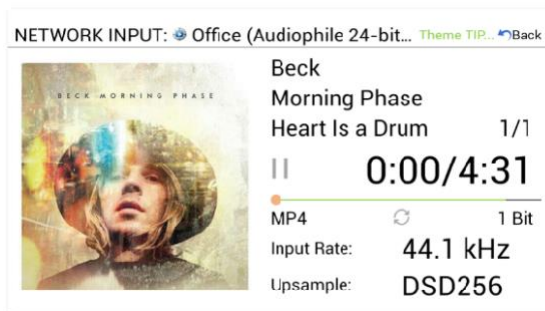 NETWORK INPUT: Office (Audiophile 24-bit... Theme TIP... Back
BECK MORNING PHASE
Beck
Morning Phase
Heart Is a Drum 1/1
0:00/4:31
MP4 1 Bit
Input Rate: 44.1 kHz
Upsample: DSD256